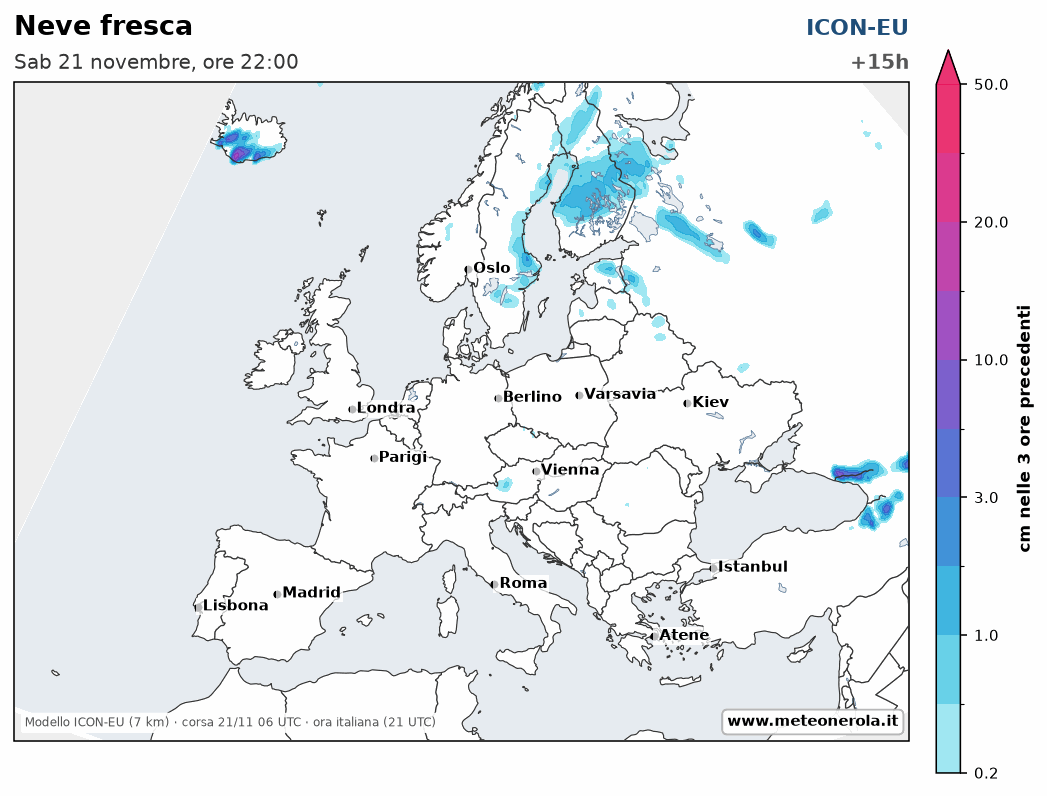 Neve fresca
ICON-EU
Sab 21 novembre, ore 22:00
+15h
50.0
20.0
10.0
3.0
1.0
0.2
cm nelle 3 ore precedenti
Oslo
Berlino
Varsavia
Kiev
Londra
Parigi
Vienna
Istanbul
Roma
Madrid
Lisbona
Atene
Modello ICON-EU (7 km) · corsa 21/11 06 UTC · ora italiana (21 UTC)
www.meteonerola.it